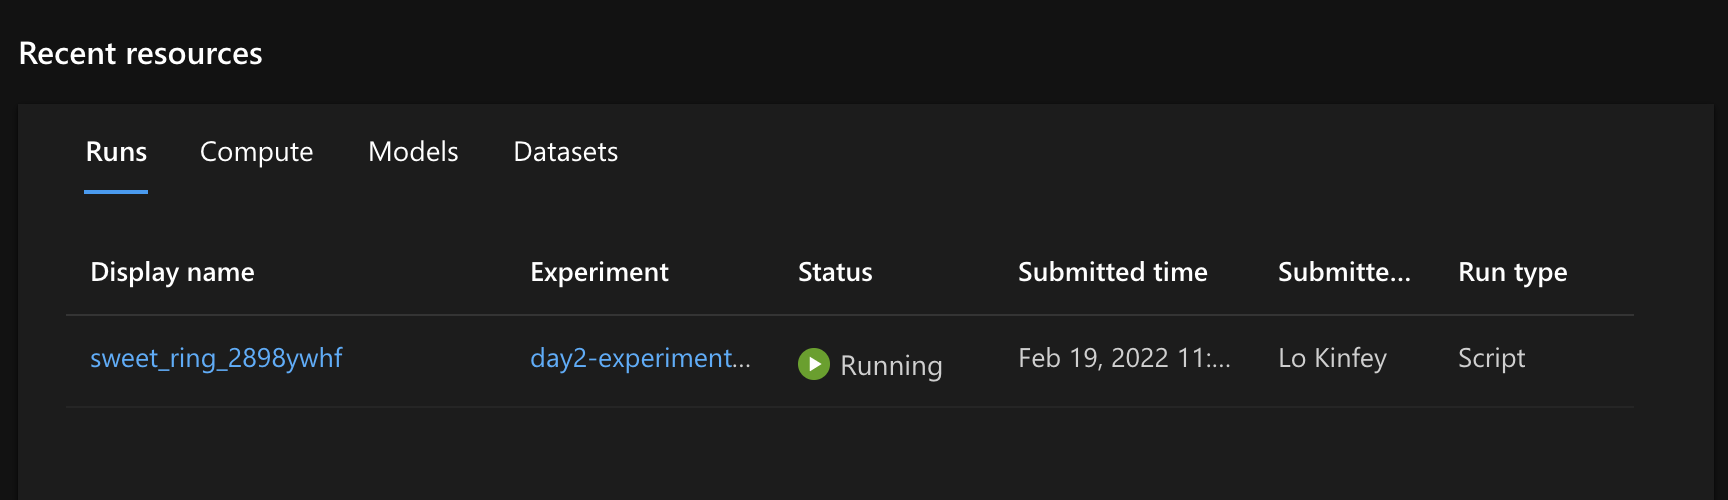 Recent resources
Runs Compute Models Datasets
Display name Experiment Status Submitted time Submitte... Run type
sweet_ring_2898ywhf day2-experiment... Running Feb 19, 2022 11:... Lo Kinfey Script